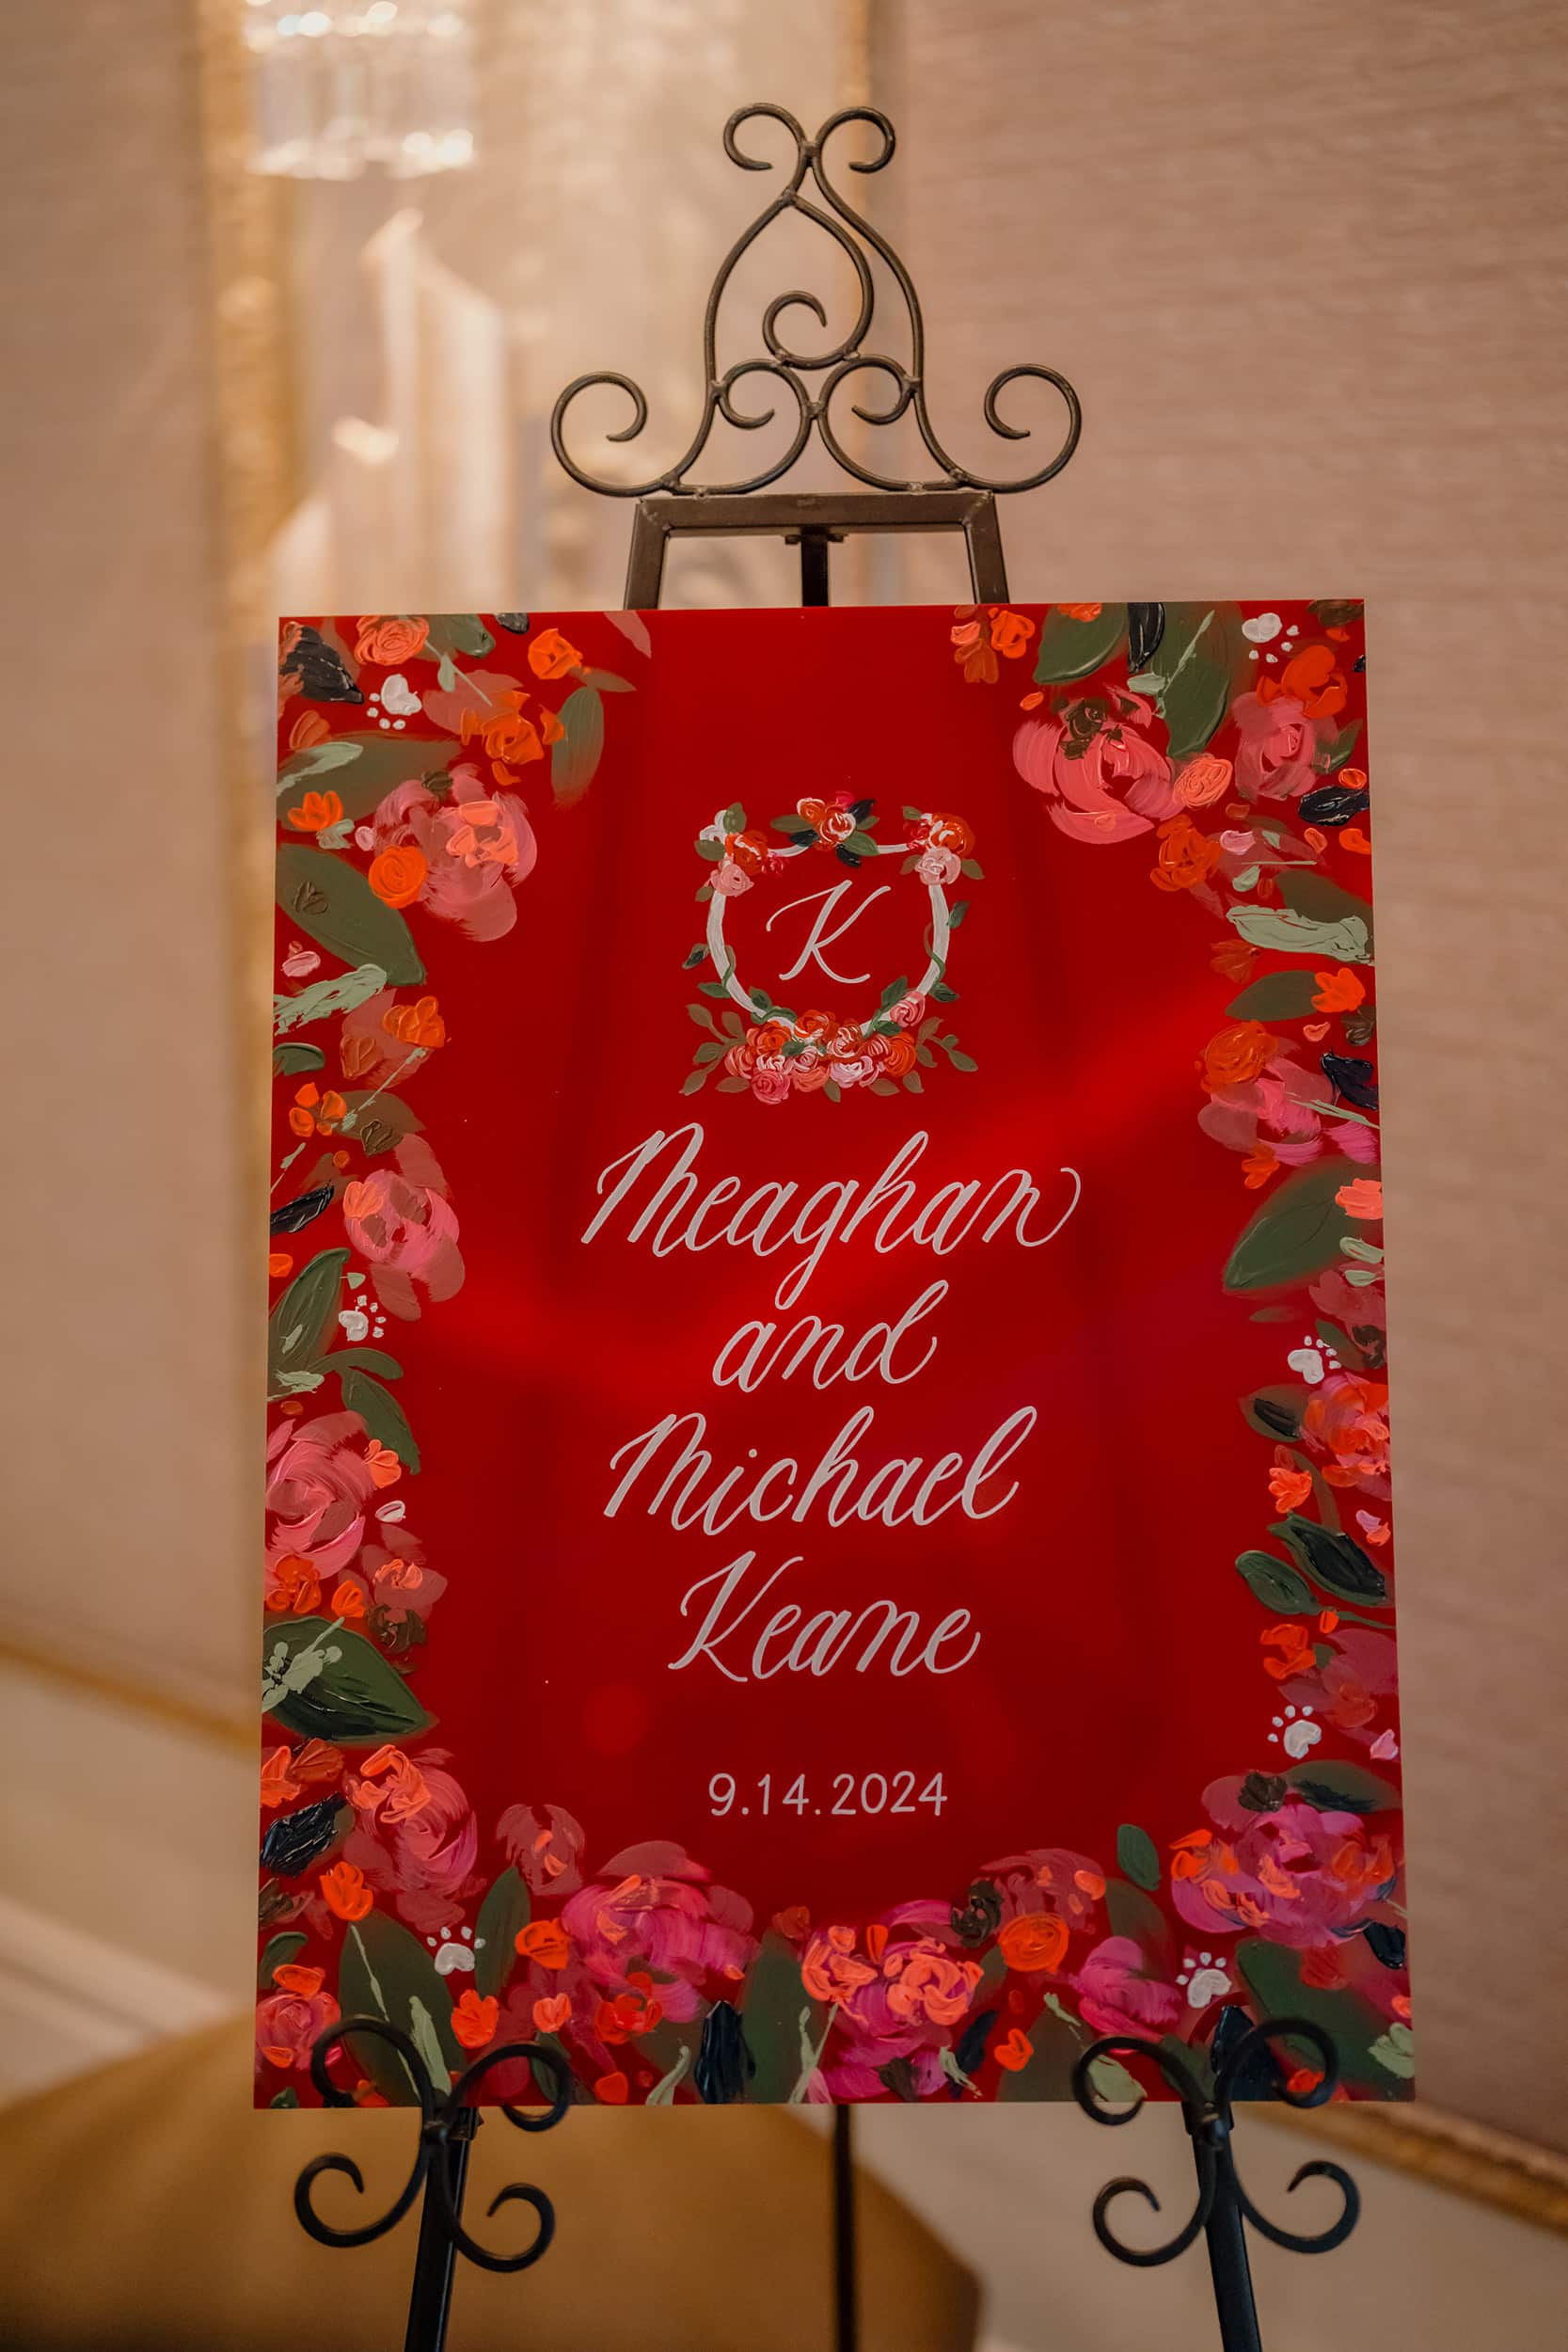 K
Meaghan
and
Michael
Keane
9.14.2024